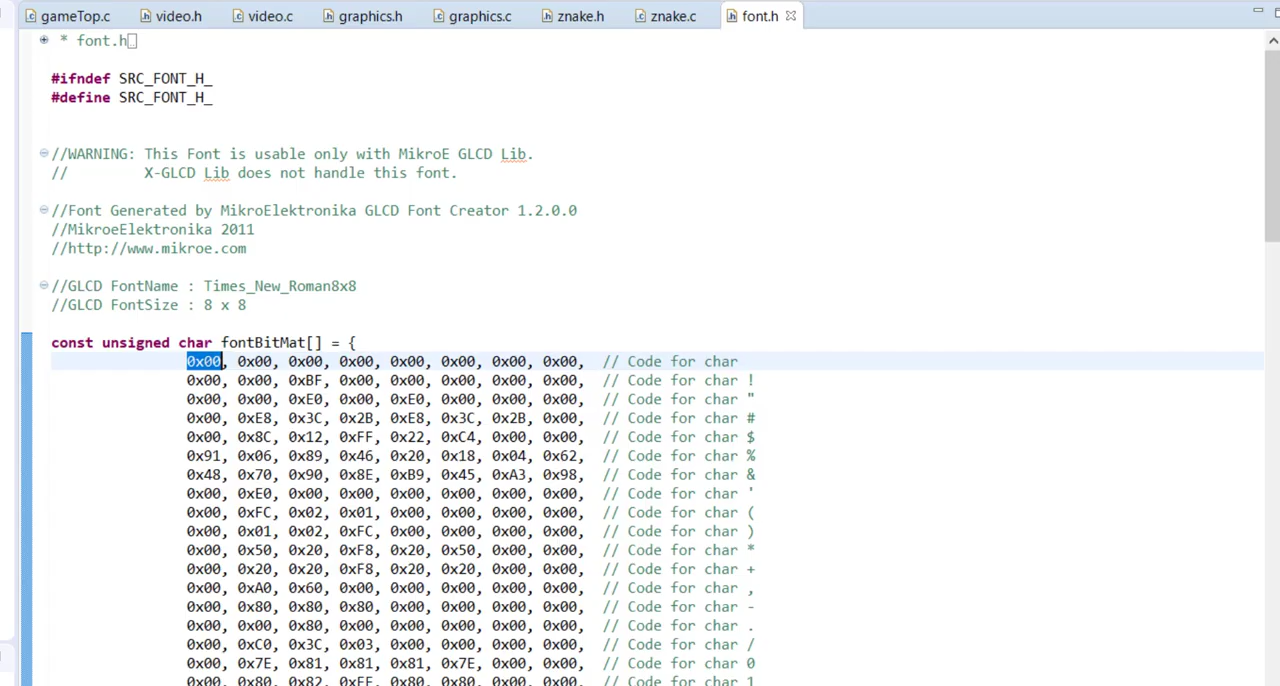 gameTop.c video.h video.c graphics.h graphics.c znake.h znake.c font.h
* font.h
#ifndef SRC_FONT_H_
#define SRC_FONT_H_
//WARNING: This Font is usable only with MikroE GLCD Lib.
// X-GLCD Lib does not handle this font.
//Font Generated by MikroElektronika GLCD Font Creator 1.2.0.0
//MikroeElektronika 2011
//http://www.mikroe.com
//GLCD FontName : Times_New_Roman8x8
//GLCD FontSize : 8 x 8
const unsigned char fontBitMat[] = {
0x00, 0x00, 0x00, 0x00, 0x00, 0x00, 0x00, 0x00, // Code for char
0x00, 0x00, 0xBF, 0x00, 0x00, 0x00, 0x00, 0x00, // Code for char !
0x00, 0x00, 0xE0, 0x00, 0xE0, 0x00, 0x00, 0x00, // Code for char "
0x00, 0xE8, 0x3C, 0x2B, 0xE8, 0x3C, 0x2B, 0x00, // Code for char #
0x00, 0x8C, 0x12, 0xFF, 0x22, 0xC4, 0x00, 0x00, // Code for char $
0x91, 0x06, 0x89, 0x46, 0x20, 0x18, 0x04, 0x62, // Code for char %
0x48, 0x70, 0x90, 0x8E, 0xB9, 0x45, 0xA3, 0x98, // Code for char &
0x00, 0xE0, 0x00, 0x00, 0x00, 0x00, 0x00, 0x00, // Code for char '
0x00, 0xFC, 0x02, 0x01, 0x00, 0x00, 0x00, 0x00, // Code for char (
0x00, 0x01, 0x02, 0xFC, 0x00, 0x00, 0x00, 0x00, // Code for char )
0x00, 0x50, 0x20, 0xF8, 0x20, 0x50, 0x00, 0x00, // Code for char *
0x00, 0x20, 0x20, 0xF8, 0x20, 0x20, 0x00, 0x00, // Code for char +
0x00, 0xA0, 0x60, 0x00, 0x00, 0x00, 0x00, 0x00, // Code for char ,
0x00, 0x80, 0x80, 0x80, 0x00, 0x00, 0x00, 0x00, // Code for char -
0x00, 0x00, 0x80, 0x00, 0x00, 0x00, 0x00, 0x00, // Code for char .
0x00, 0xC0, 0x3C, 0x03, 0x00, 0x00, 0x00, 0x00, // Code for char /
0x00, 0x7E, 0x81, 0x81, 0x81, 0x7E, 0x00, 0x00, // Code for char 0
0x00, 0x80, 0x82, 0xFF, 0x80, 0x80, 0x00, 0x00, // Code for char 1